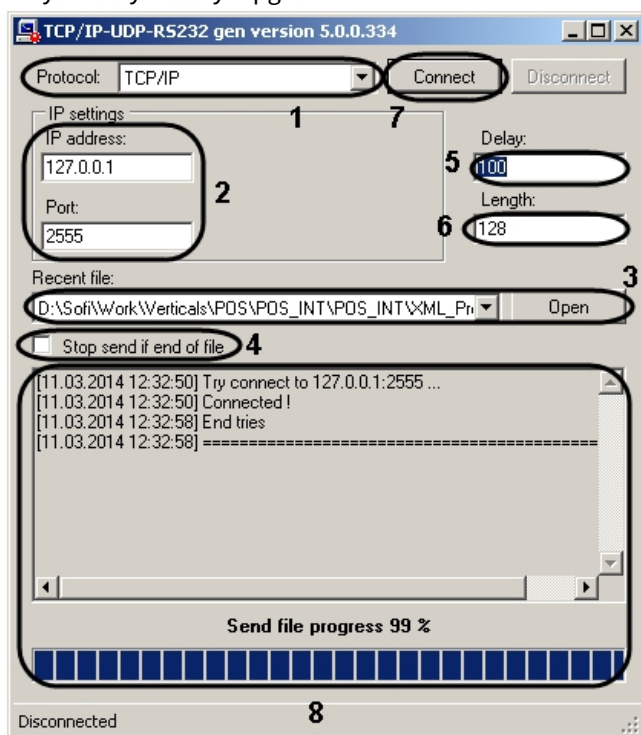 TCP/IP-UDP-RS232 gen version 5.0.0.334
Protocol: TCP/IP Connect Disconnect
1 7
IP settings
IP address: Delay:
127.0.0.1 5 100
2
Port: Length:
2555 6 128
Recent file: 3
D:\Sofi\Work\Verticals\POS\POS_INT\POS_INT\XML_Pr Open
Stop send if end of file 4
[11.03.2014 12:32:50] Try connect to 127.0.0.1:2555 ...
[11.03.2014 12:32:50] Connected !
[11.03.2014 12:32:58] End tries
[11.03.2014 12:32:58] ===========================================
Send file progress 99 %
8
Disconnected